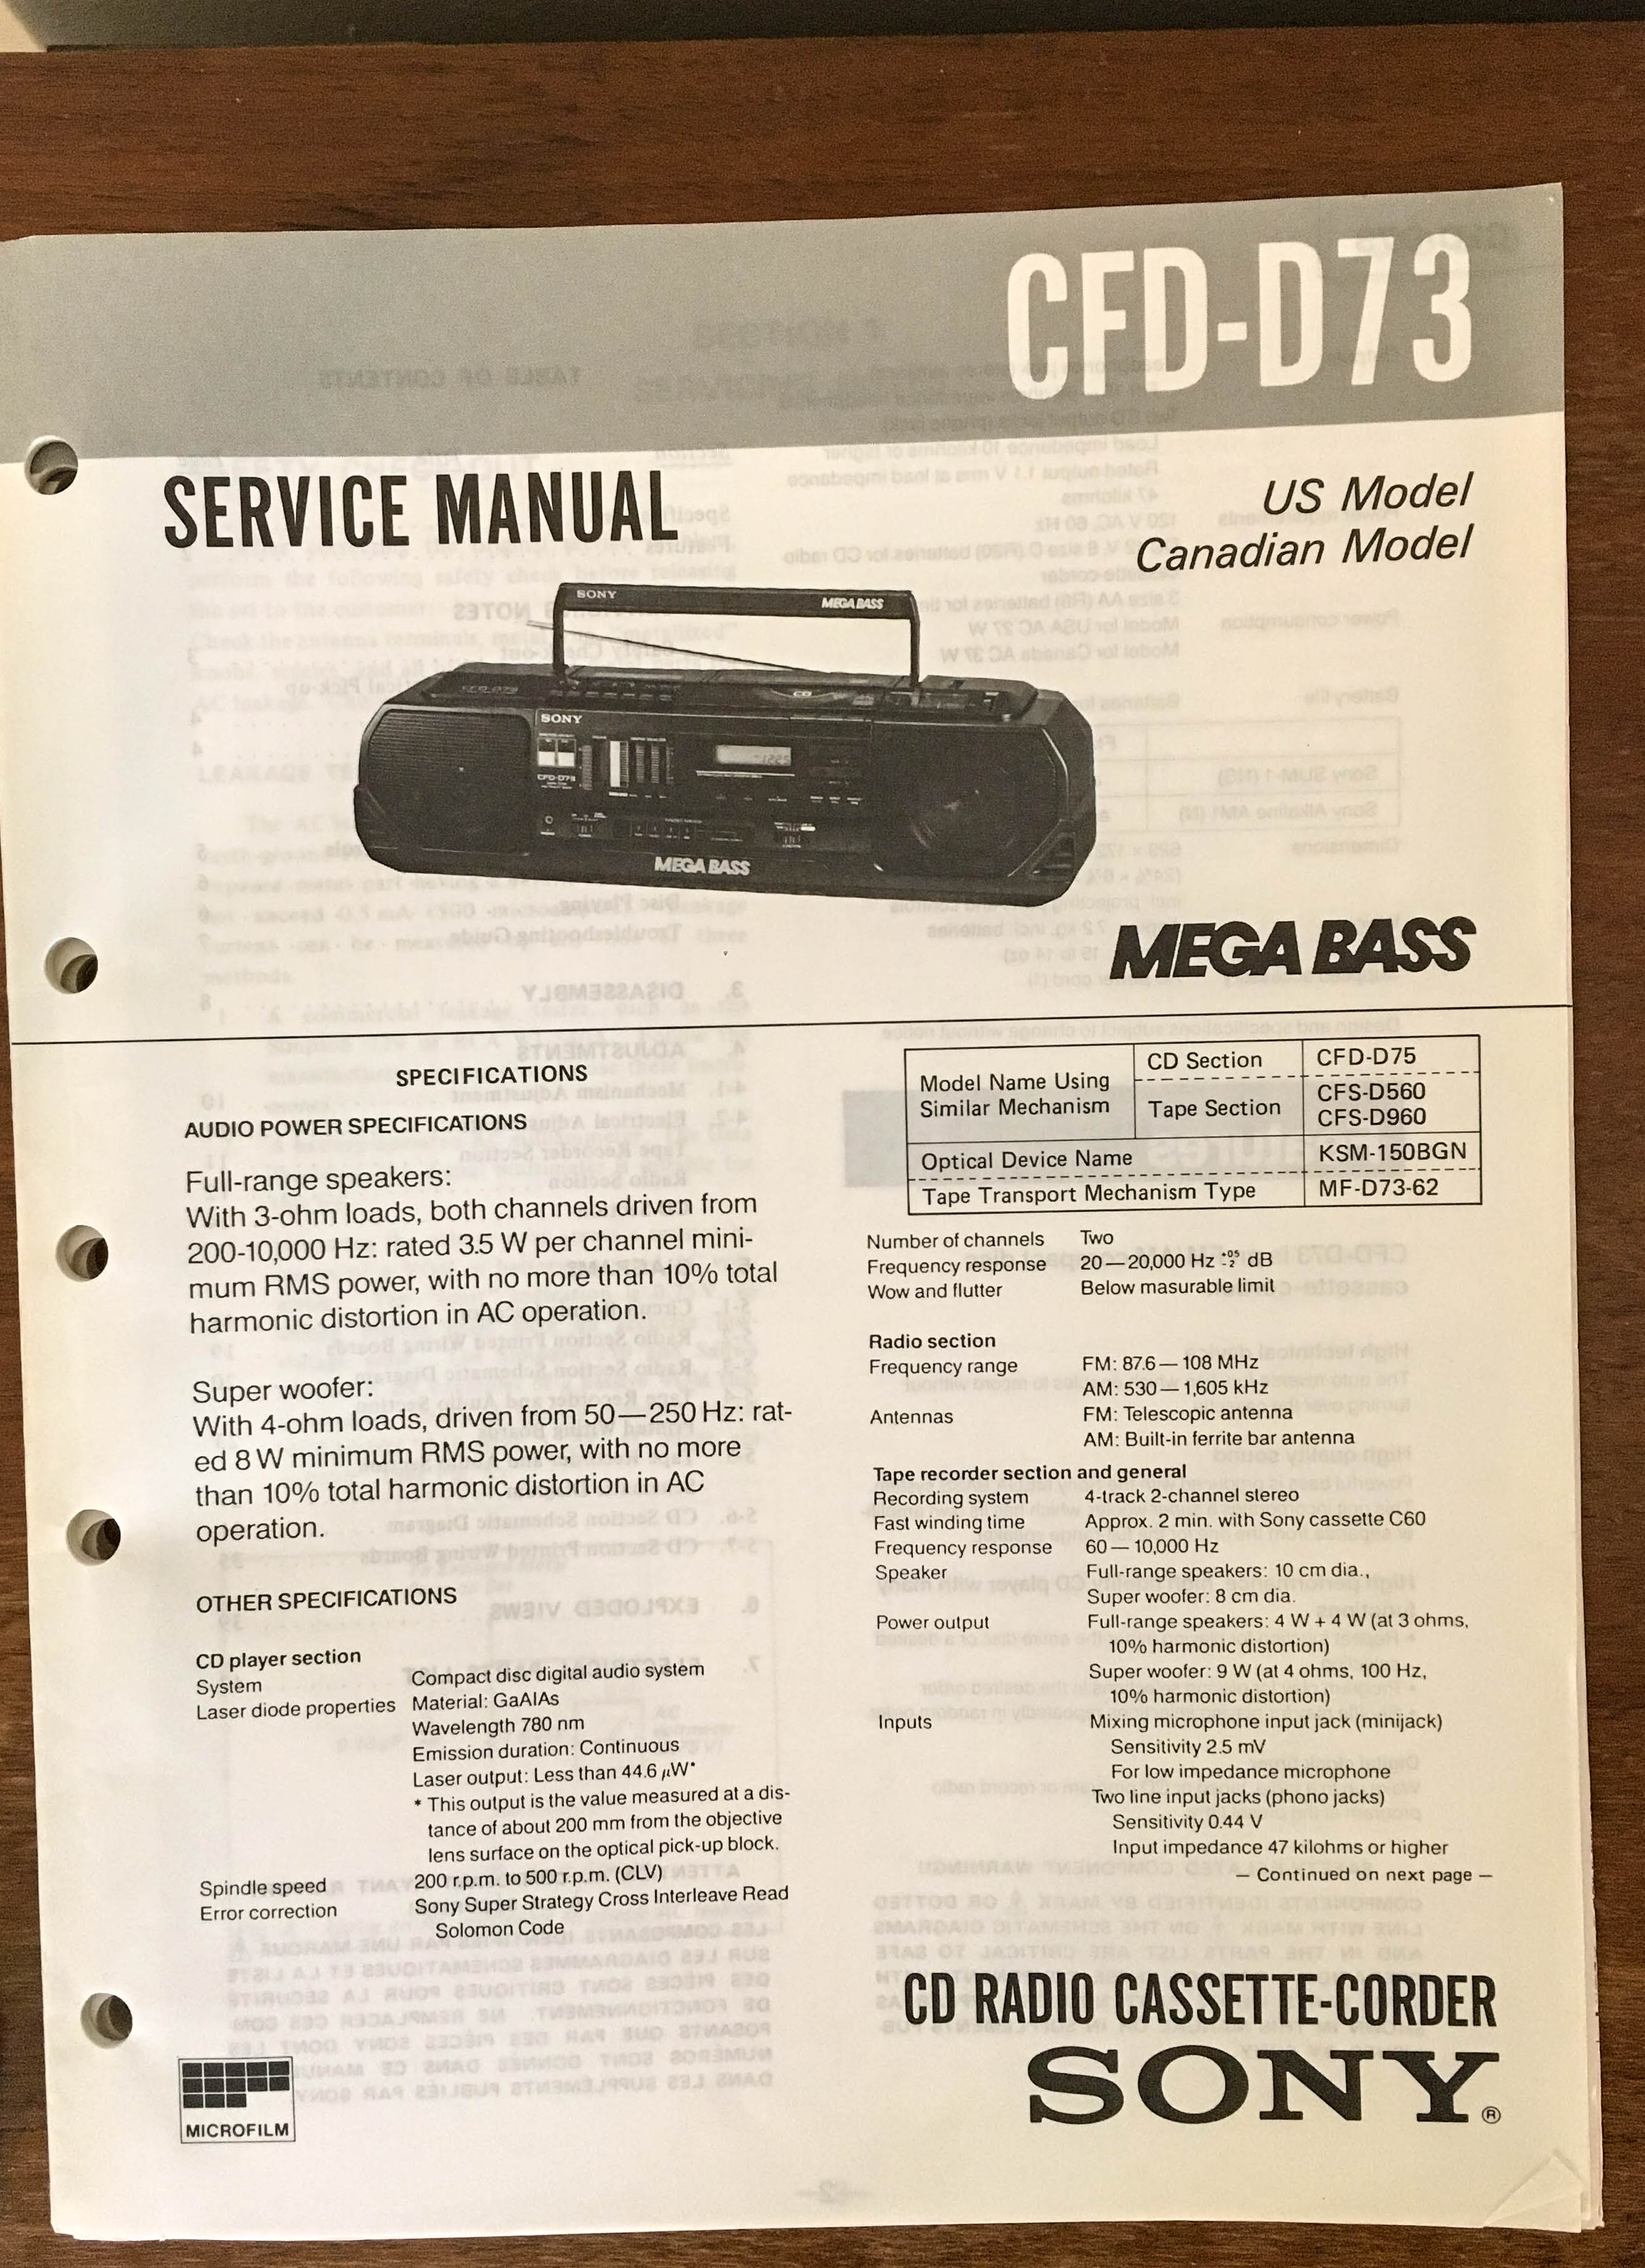 CFD-D73
SERVICE MANUAL
US Model
Canadian Model
SONY
MEGA BASS
SONY
CFD-D73
MEGA BASS
MEGA BASS
SPECIFICATIONS
AUDIO POWER SPECIFICATIONS
Full-range speakers:
With 3-ohm loads, both channels driven from
200-10,000 Hz: rated 3.5 W per channel mini-
mum RMS power, with no more than 10% total
harmonic distortion in AC operation.
Super woofer:
With 4-ohm loads, driven from 50—250 Hz: rat-
ed 8 W minimum RMS power, with no more
than 10% total harmonic distortion in AC
operation.
OTHER SPECIFICATIONS
CD player section
System Compact disc digital audio system
Laser diode properties Material: GaAlAs
Wavelength 780 nm
Emission duration: Continuous
Laser output: Less than 44.6 μW*
* This output is the value measured at a dis-
tance of about 200 mm from the objective
lens surface on the optical pick-up block.
Spindle speed 200 r.p.m. to 500 r.p.m. (CLV)
Error correction Sony Super Strategy Cross Interleave Read
Solomon Code
Model Name Using
Similar Mechanism
CD Section CFD-D75
Tape Section CFS-D560
CFS-D960
Optical Device Name KSM-150BGN
Tape Transport Mechanism Type MF-D73-62
Number of channels Two
Frequency response 20—20,000 Hz dB
Wow and flutter Below masurable limit
Radio section
Frequency range FM: 87.6 — 108 MHz
AM: 530 — 1,605 kHz
Antennas FM: Telescopic antenna
AM: Built-in ferrite bar antenna
Tape recorder section and general
Recording system 4-track 2-channel stereo
Fast winding time Approx. 2 min. with Sony cassette C60
Frequency response 60 — 10,000 Hz
Speaker Full-range speakers: 10 cm dia.,
Super woofer: 8 cm dia.
Power output Full-range speakers: 4 W + 4 W (at 3 ohms,
10% harmonic distortion)
Super woofer: 9 W (at 4 ohms, 100 Hz,
10% harmonic distortion)
Inputs Mixing microphone input jack (minijack)
Sensitivity 2.5 mV
For low impedance microphone
Two line input jacks (phono jacks)
Sensitivity 0.44 V
Input impedance 47 kilohms or higher
— Continued on next page —
CD RADIO CASSETTE-CORDER
SONY®
MICROFILM